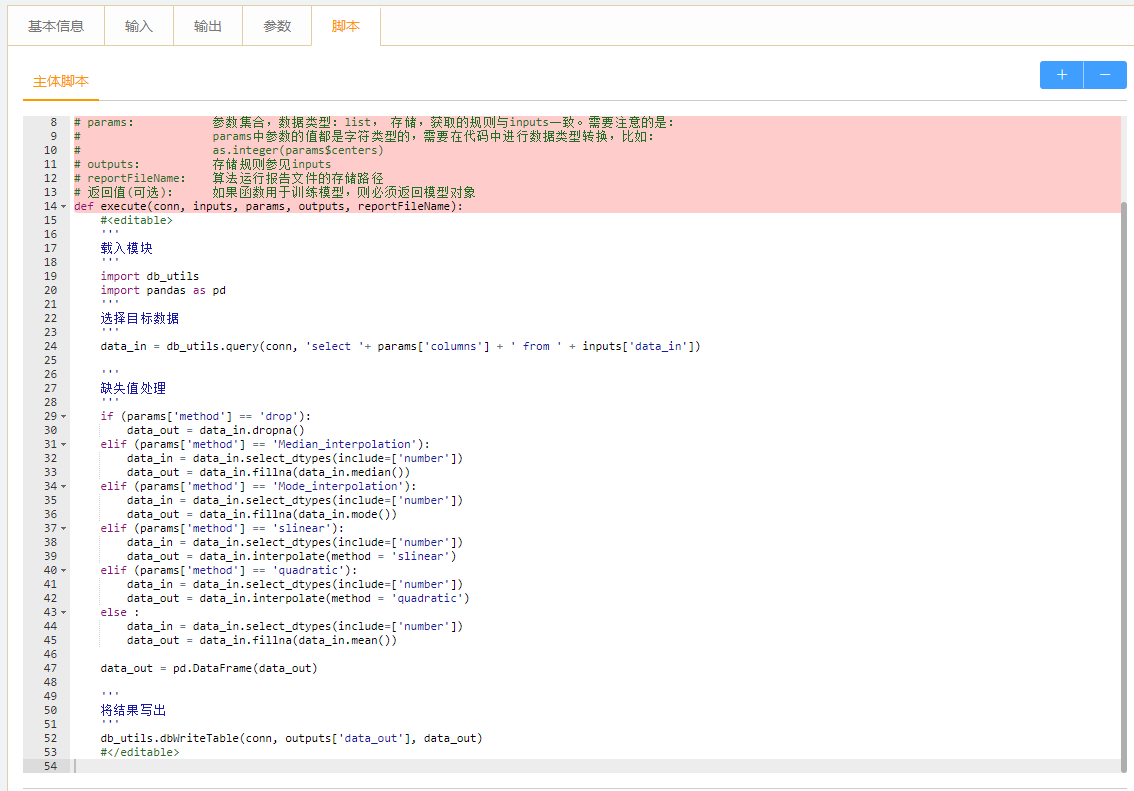 基本信息 输入 输出 参数 脚本
主体脚本
+ −
8 # params: 参数集合，数据类型：list， 存储，获取的规则与inputs一致。需要注意的是：
9 # params中参数的值都是字符类型的，需要在代码中进行数据类型转换，比如：
10 # as.integer(params$centers)
11 # outputs: 存储规则参见inputs
12 # reportFileName: 算法运行报告文件的存储路径
13 # 返回值(可选): 如果函数用于训练模型，则必须返回模型对象
14 def execute(conn, inputs, params, outputs, reportFileName):
15     #<editable>
16     '''
17     载入模块
18     '''
19     import db_utils
20     import pandas as pd
21     '''
22     选择目标数据
23     '''
24     data_in = db_utils.query(conn, 'select '+ params['columns'] + ' from ' + inputs['data_in'])
25
26     '''
27     缺失值处理
28     '''
29     if (params['method'] == 'drop'):
30         data_out = data_in.dropna()
31     elif (params['method'] == 'Median_interpolation'):
32         data_in = data_in.select_dtypes(include=['number'])
33         data_out = data_in.fillna(data_in.median())
34     elif (params['method'] == 'Mode_interpolation'):
35         data_in = data_in.select_dtypes(include=['number'])
36         data_out = data_in.fillna(data_in.mode())
37     elif (params['method'] == 'slinear'):
38         data_in = data_in.select_dtypes(include=['number'])
39         data_out = data_in.interpolate(method = 'slinear')
40     elif (params['method'] == 'quadratic'):
41         data_in = data_in.select_dtypes(include=['number'])
42         data_out = data_in.interpolate(method = 'quadratic')
43     else :
44         data_in = data_in.select_dtypes(include=['number'])
45         data_out = data_in.fillna(data_in.mean())
46
47     data_out = pd.DataFrame(data_out)
48
49     '''
50     将结果写出
51     '''
52     db_utils.dbWriteTable(conn, outputs['data_out'], data_out)
53     #</editable>
54